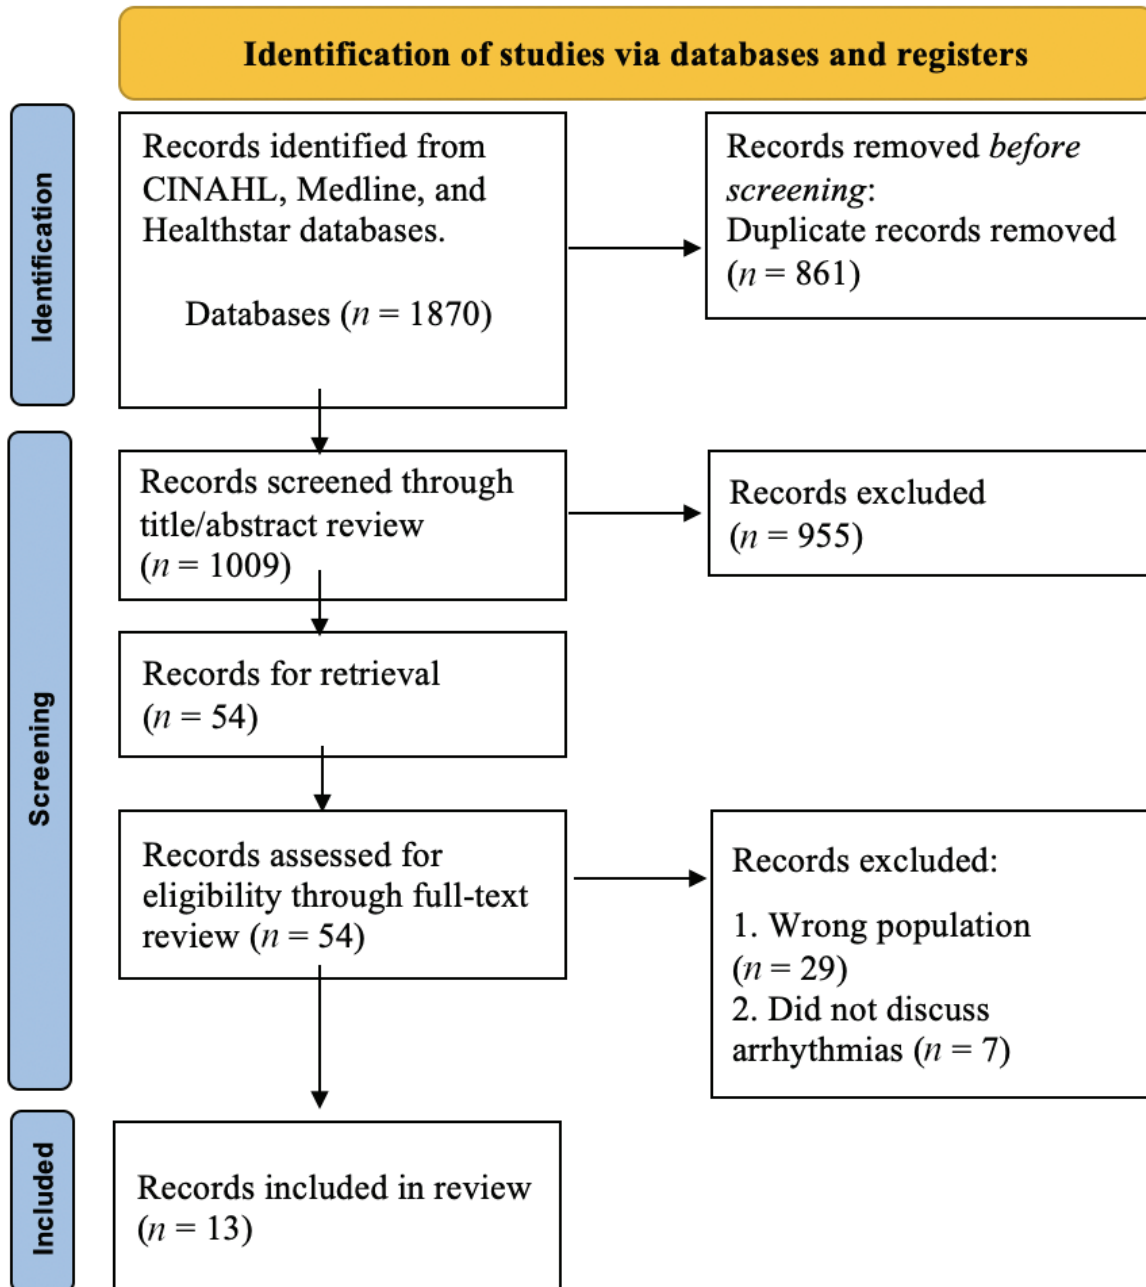 Identification of studies via databases and registers
Identification
Records identified from
CINAHL, Medline, and
Healthstar databases.
Databases (n = 1870)
Records removed before
screening:
Duplicate records removed
(n = 861)
Screening
Records screened through
title/abstract review
(n = 1009)
Records excluded
(n = 955)
Records for retrieval
(n = 54)
Records assessed for
eligibility through full-text
review (n = 54)
Records excluded:
1. Wrong population
(n = 29)
2. Did not discuss
arrhythmias (n = 7)
Included
Records included in review
(n = 13)